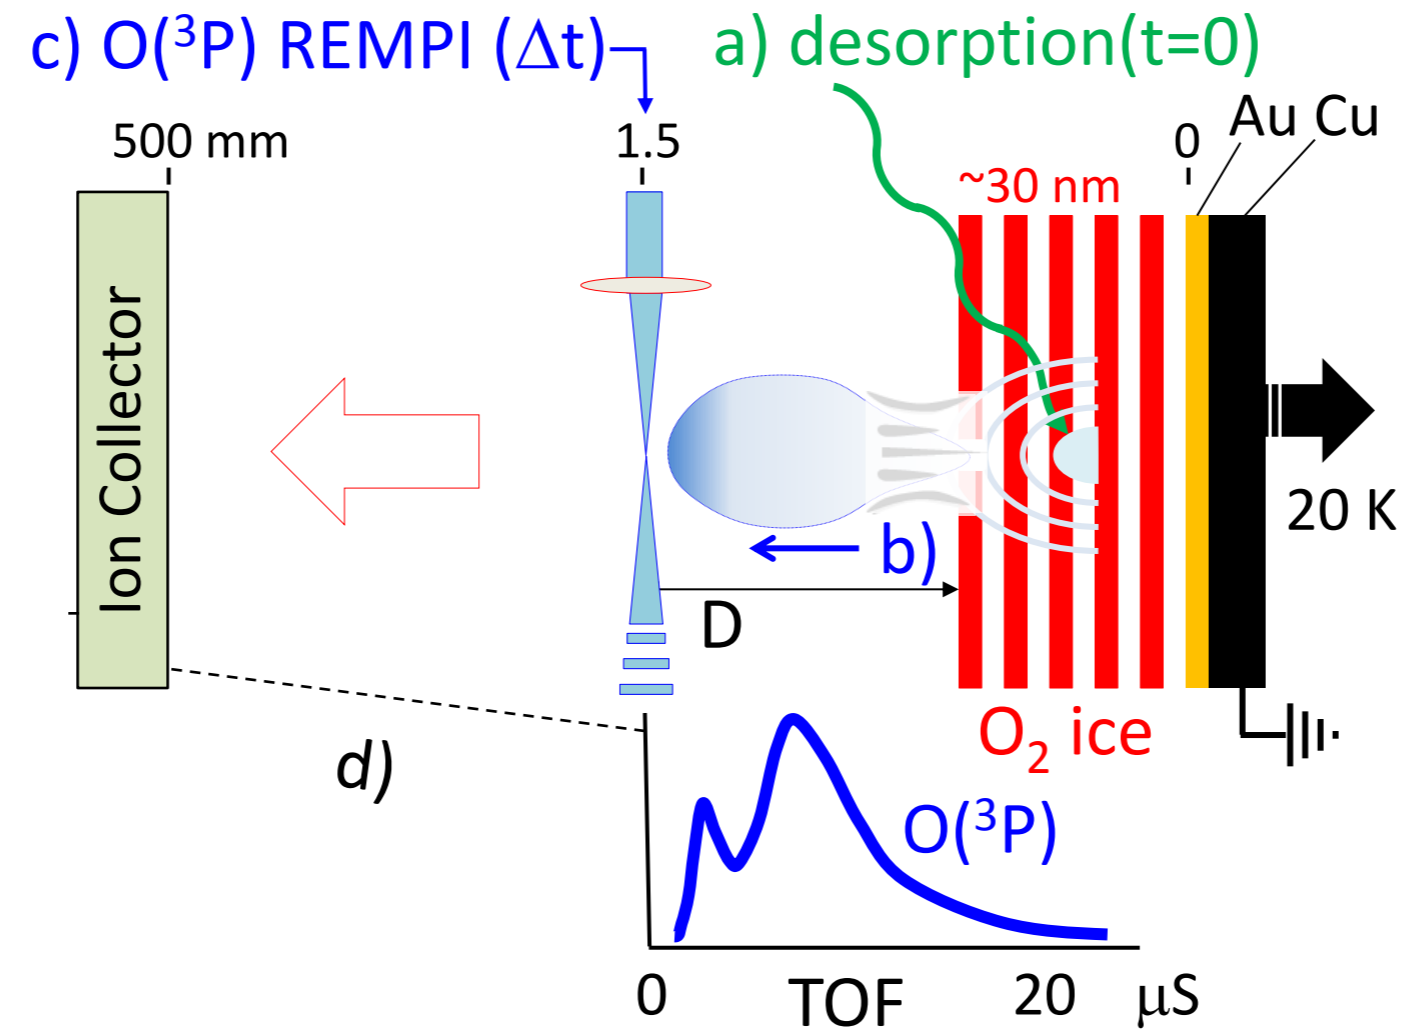 c) O(³P) REMPI (Δt)
a) desorption(t=0)
500 mm
1.5
0
Au Cu
~30 nm
Ion Collector
20 K
b)
D
O₂ ice
d)
O(³P)
0
TOF
20
μS